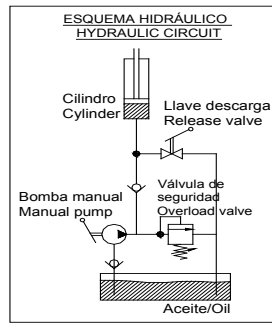 ESQUEMA HIDRÁULICO
HYDRAULIC CIRCUIT
Cilindro
Cylinder
Llave descarga
Release valve
Bomba manual
Manual pump
Válvula de
seguridad
Overload valve
Aceite/Oil